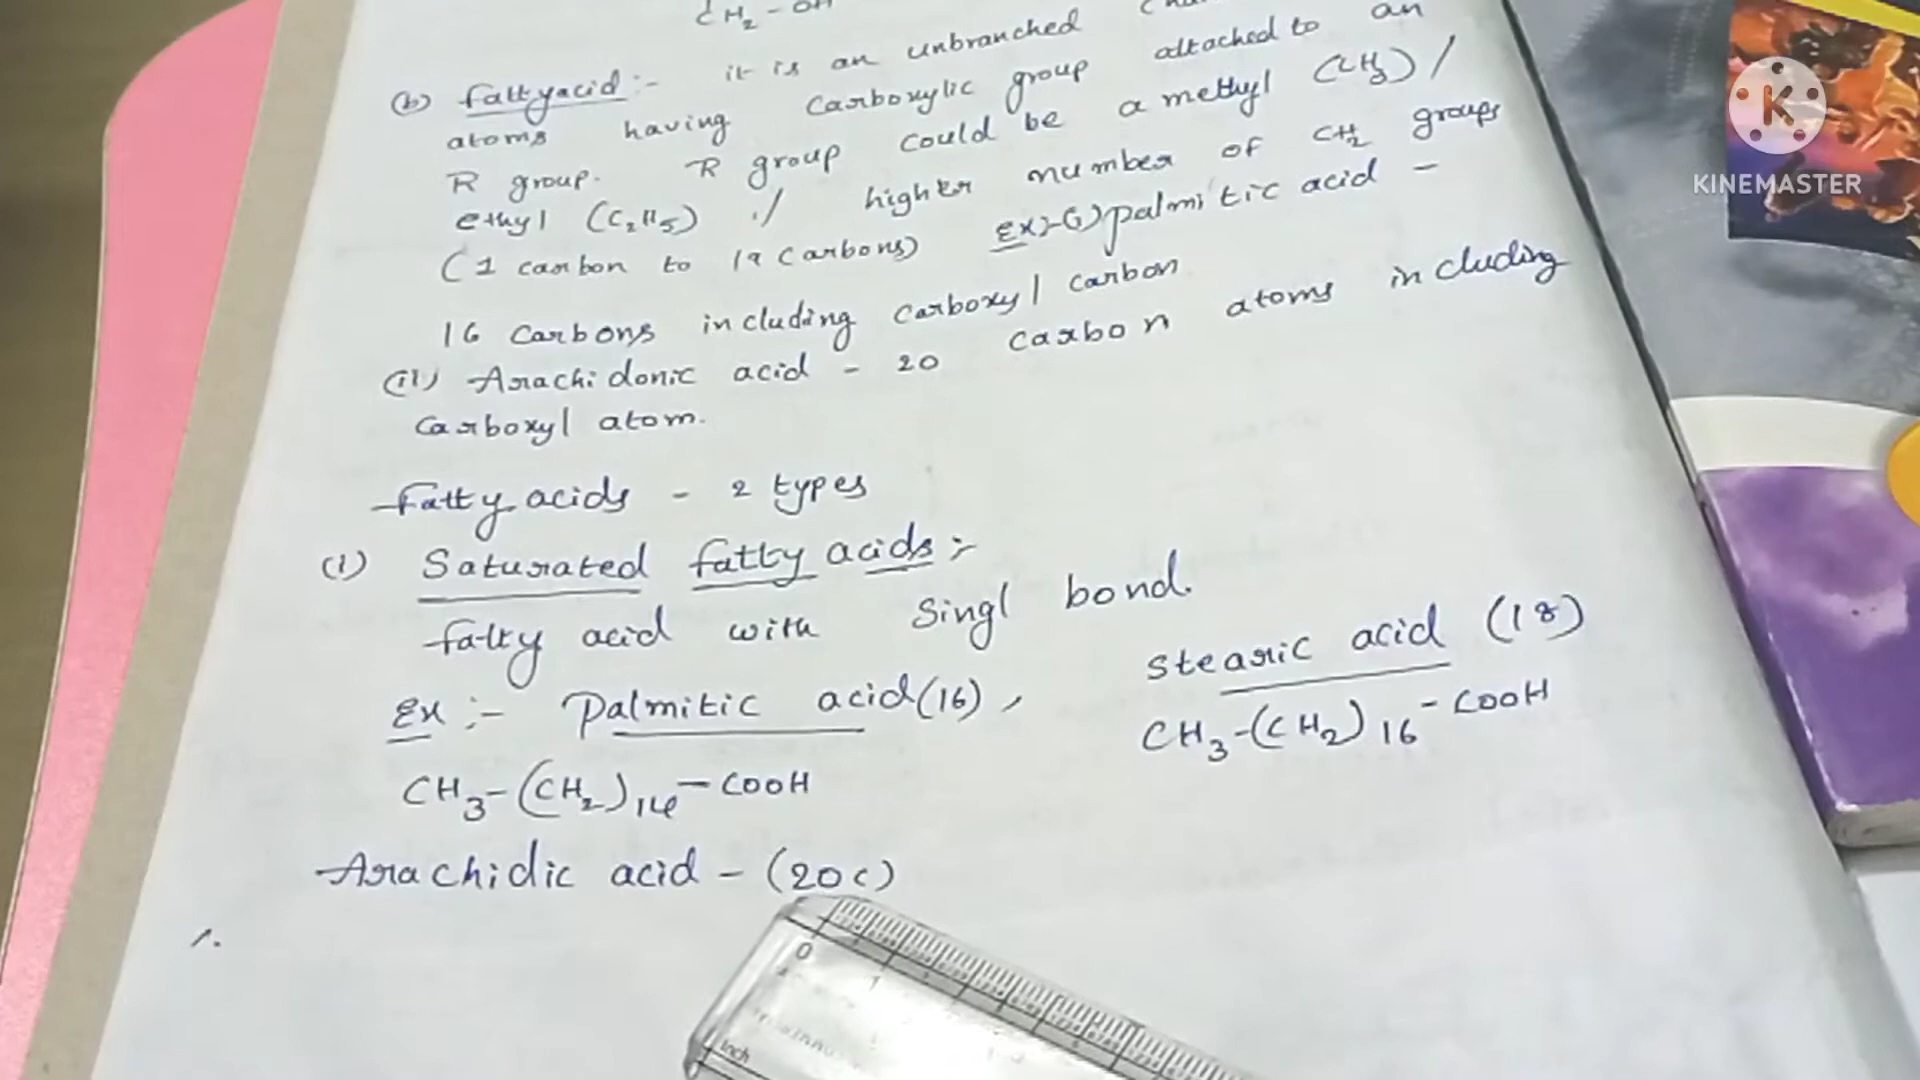 CH2 - OH
(b) fattyacid :- it is an unbranched
atoms having carboxylic group attached to an
R group. R group could be a methyl (CH3) /
ethyl (C2H5) / higher number of CH2 groups
(1 carbon to 19 carbons) Ex:-(i) palmitic acid -
16 carbons including carboxyl carbon
(ii) Arachidonic acid - 20 carbon atoms including
carboxyl atom.
Fatty acids - 2 types
(i) Saturated fatty acids :-
fatty acid with Singl bond.
Ex :- Palmitic acid (16), Stearic acid (18)
CH3-(CH2)14-COOH CH3-(CH2)16-COOH
Arachidic acid - (20c)
0 1
Inch
K
KINEMASTER